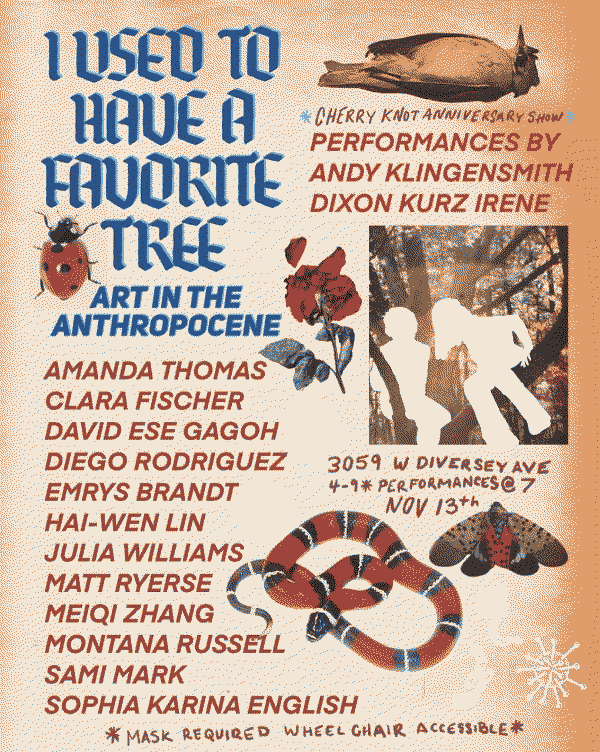 I USED TO
HAVE A
FAVORITE
TREE
ART IN THE
ANTHROPOCENE
*CHERRY KNOT ANNIVERSARY SHOW*
PERFORMANCES BY
ANDY KLINGENSMITH
DIXON KURZ IRENE
AMANDA THOMAS
CLARA FISCHER
DAVID ESE GAGOH
DIEGO RODRIGUEZ
EMRYS BRANDT
HAI-WEN LIN
JULIA WILLIAMS
MATT RYERSE
MEIQI ZHANG
MONTANA RUSSELL
SAMI MARK
SOPHIA KARINA ENGLISH
3059 W DIVERSEY AVE
4-9* PERFORMANCES @ 7
NOV 13th
*MASK REQUIRED WHEEL CHAIR ACCESSIBLE*